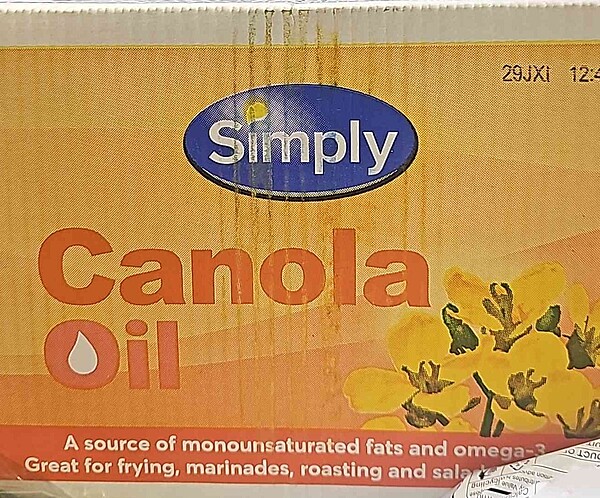 29JXI 12:4
Simply
Canola
Oil
A source of monounsaturated fats and omega-3
Great for frying, marinades, roasting and sala